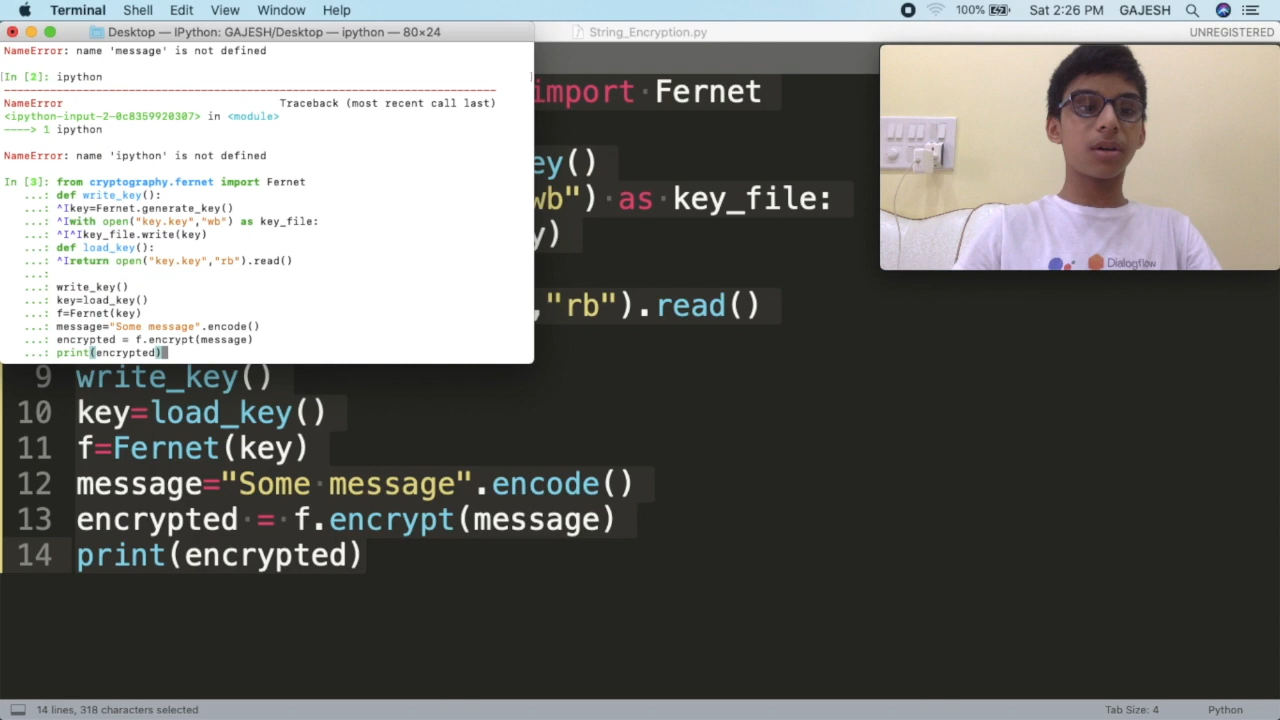 Terminal Shell Edit View Window Help 100% Sat 2:26 PM GAJESH
Desktop — IPython: GAJESH/Desktop — ipython — 80×24
String_Encryption.py
UNREGISTERED
NameError: name 'message' is not defined
In [2]: ipython
---------------------------------------------------------------------------
NameError Traceback (most recent call last)
<ipython-input-2-0c8359920307> in <module>
----> 1 ipython
NameError: name 'ipython' is not defined
In [3]: from cryptography.fernet import Fernet
...: def write_key():
...: ^Ikey=Fernet.generate_key()
...: ^Iwith open("key.key","wb") as key_file:
...: ^I^Ikey_file.write(key)
...: def load_key():
...: ^Ireturn open("key.key","rb").read()
...:
...: write_key()
...: key=load_key()
...: f=Fernet(key)
...: message="Some message".encode()
...: encrypted = f.encrypt(message)
...: print(encrypted)
import Fernet
ey()
wb") as key_file:
y)
,"rb").read()
9 write_key()
10 key=load_key()
11 f=Fernet(key)
12 message="Some message".encode()
13 encrypted = f.encrypt(message)
14 print(encrypted)
Dialogflow
14 lines, 318 characters selected
Tab Size: 4
Python